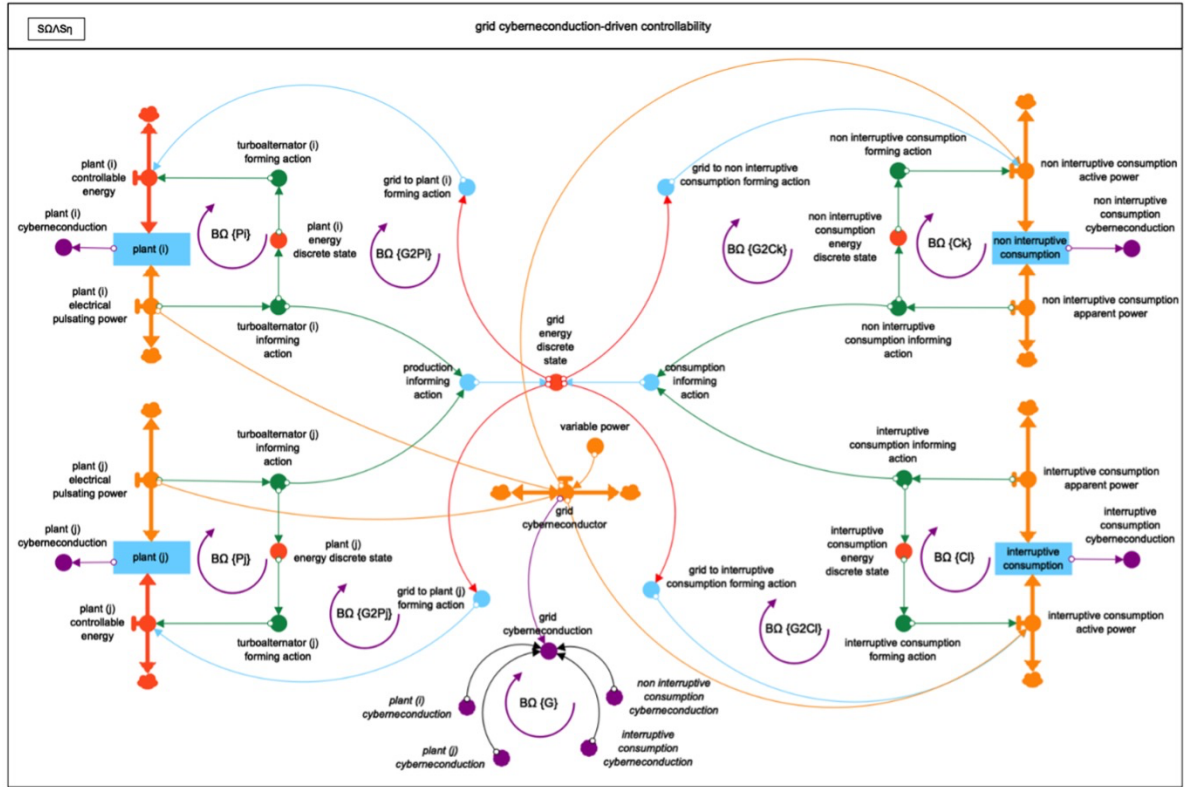 SΩΛSη
grid cyberneconduction-driven controllability
plant (i)
controllable
energy
turboalternator (i)
forming action
plant (i)
cyberneconduction
plant (i)
BΩ {Pi}
plant (i)
energy
discrete state
grid to plant (i)
forming action
BΩ {G2Pi}
plant (i)
electrical
pulsating power
turboalternator (i)
informing
action
production
informing
action
grid
energy
discrete
state
grid to non interruptive
consumption forming action
BΩ {G2Ck}
non interruptive consumption
forming action
non interruptive
consumption
energy
discrete state
BΩ {Ck}
non interruptive consumption
active power
non interruptive
consumption
cyberneconduction
non interruptive
consumption
non interruptive consumption
apparent power
non interruptive
consumption informing
action
consumption
informing
action
turboalternator (j)
informing
action
plant (j)
electrical
pulsating power
plant (j)
cyberneconduction
plant (j)
BΩ {Pj}
plant (j)
energy discrete state
BΩ {G2Pj}
grid to plant (j)
forming action
plant (j)
controllable
energy
turboalternator (j)
forming action
variable power
grid
cyberneconductor
interruptive
consumption informing
action
interruptive consumption
apparent power
interruptive
consumption
cyberneconduction
interruptive
consumption
energy
discrete state
BΩ {Cl}
interruptive
consumption
grid to interruptive
consumption forming action
BΩ {G2Cl}
interruptive consumption
forming action
interruptive consumption
active power
grid
cyberneconduction
BΩ {G}
plant (i)
cyberneconduction
plant (j)
cyberneconduction
non interruptive
consumption
cyberneconduction
interruptive
consumption
cyberneconduction